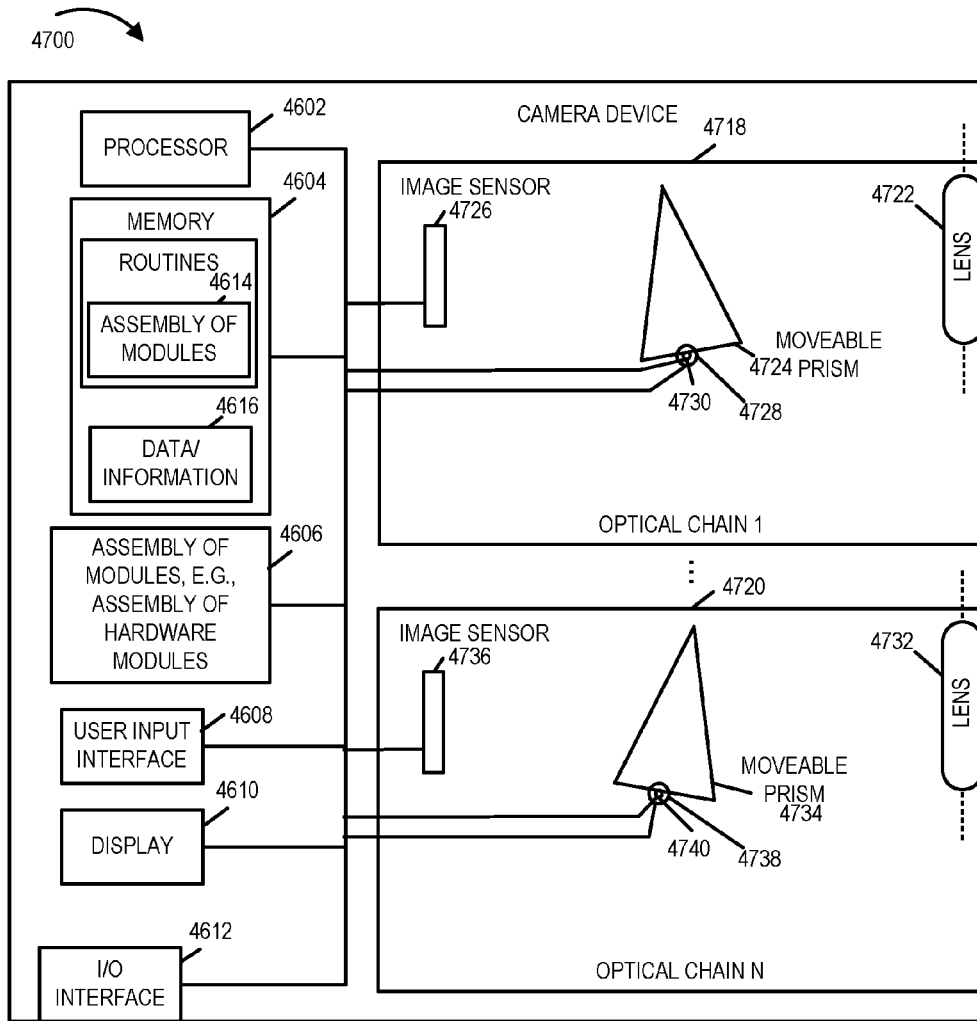 4700
CAMERA DEVICE
4602
PROCESSOR
4604
MEMORY
ROUTINES
4614
ASSEMBLY OF
MODULES
4616
DATA/
INFORMATION
4606
ASSEMBLY OF
MODULES, E.G.,
ASSEMBLY OF
HARDWARE
MODULES
4608
USER INPUT
INTERFACE
4610
DISPLAY
4612
I/O
INTERFACE
4718
IMAGE SENSOR
4726
4722
LENS
MOVEABLE
4724 PRISM
4730
4728
OPTICAL CHAIN 1
...
4720
IMAGE SENSOR
4736
4732
LENS
MOVEABLE
PRISM
4734
4740
4738
OPTICAL CHAIN N